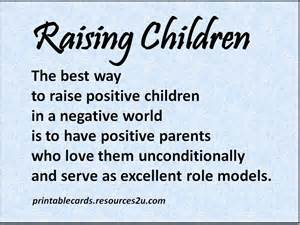 Raising Children
The best way
to raise positive children
in a negative world
is to have positive parents
who love them unconditionally
and serve as excellent role models.
printablecards.resources2u.com